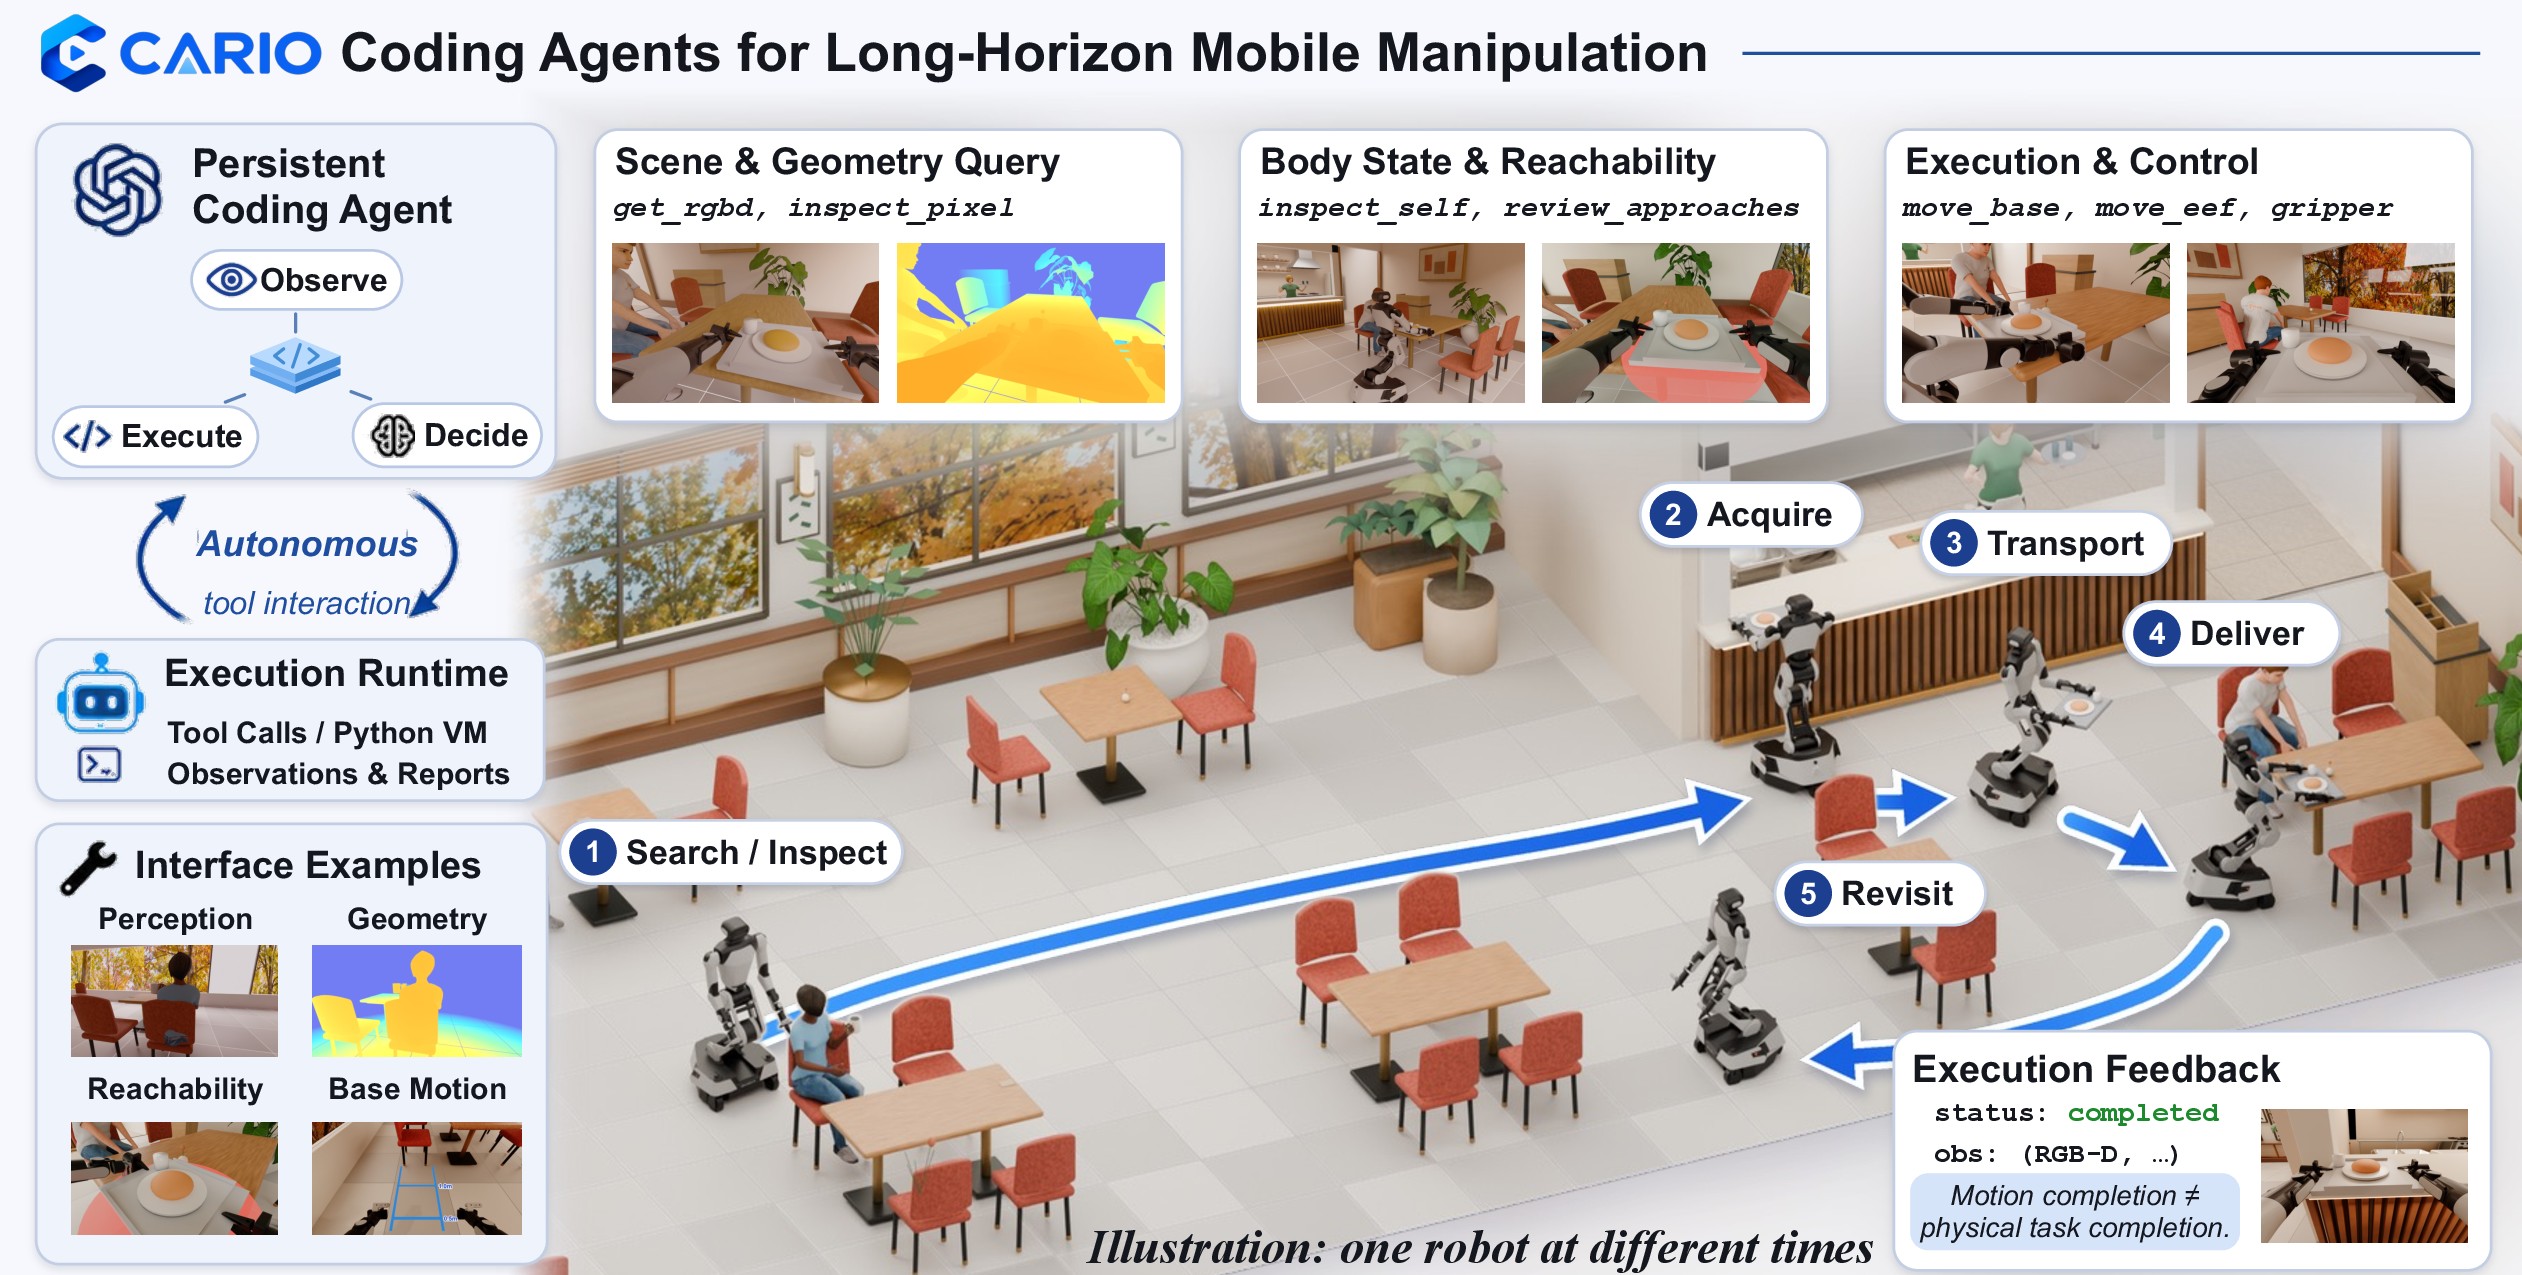 CARIO Coding Agents for Long-Horizon Mobile Manipulation
Persistent
Coding Agent
Observe
</>
</> Execute
Decide
Autonomous
tool interaction
Execution Runtime
Tool Calls / Python VM
Observations & Reports
Interface Examples
Perception
Geometry
Reachability
Base Motion
Scene & Geometry Query
get_rgbd, inspect_pixel
Body State & Reachability
inspect_self, review_approaches
Execution & Control
move_base, move_eef, gripper
1 Search / Inspect
2 Acquire
3 Transport
4 Deliver
5 Revisit
Execution Feedback
status: completed
obs: (RGB-D, …)
Motion completion ≠
physical task completion.
Illustration: one robot at different times